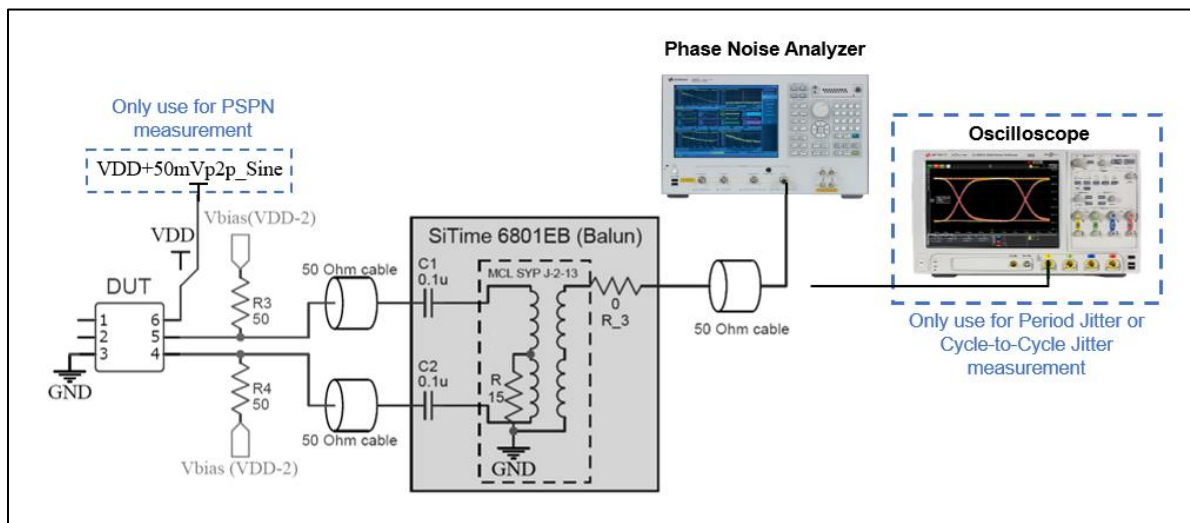 Phase Noise Analyzer
Only use for PSPN
measurement
VDD+50mVp2p_Sine
Oscilloscope
Vbias(VDD-2)
VDD
SiTime 6801EB (Balun)
50 Ohm cable
C1
0.1u
MCL SYP J-2-13
DUT
R3
50
1
2
3
6
5
4
0
R_3
50 Ohm cable
Only use for Period Jitter or
Cycle-to-Cycle Jitter
measurement
GND
R4
50
C2
0.1u
R
15
50 Ohm cable
Vbias (VDD-2)
GND